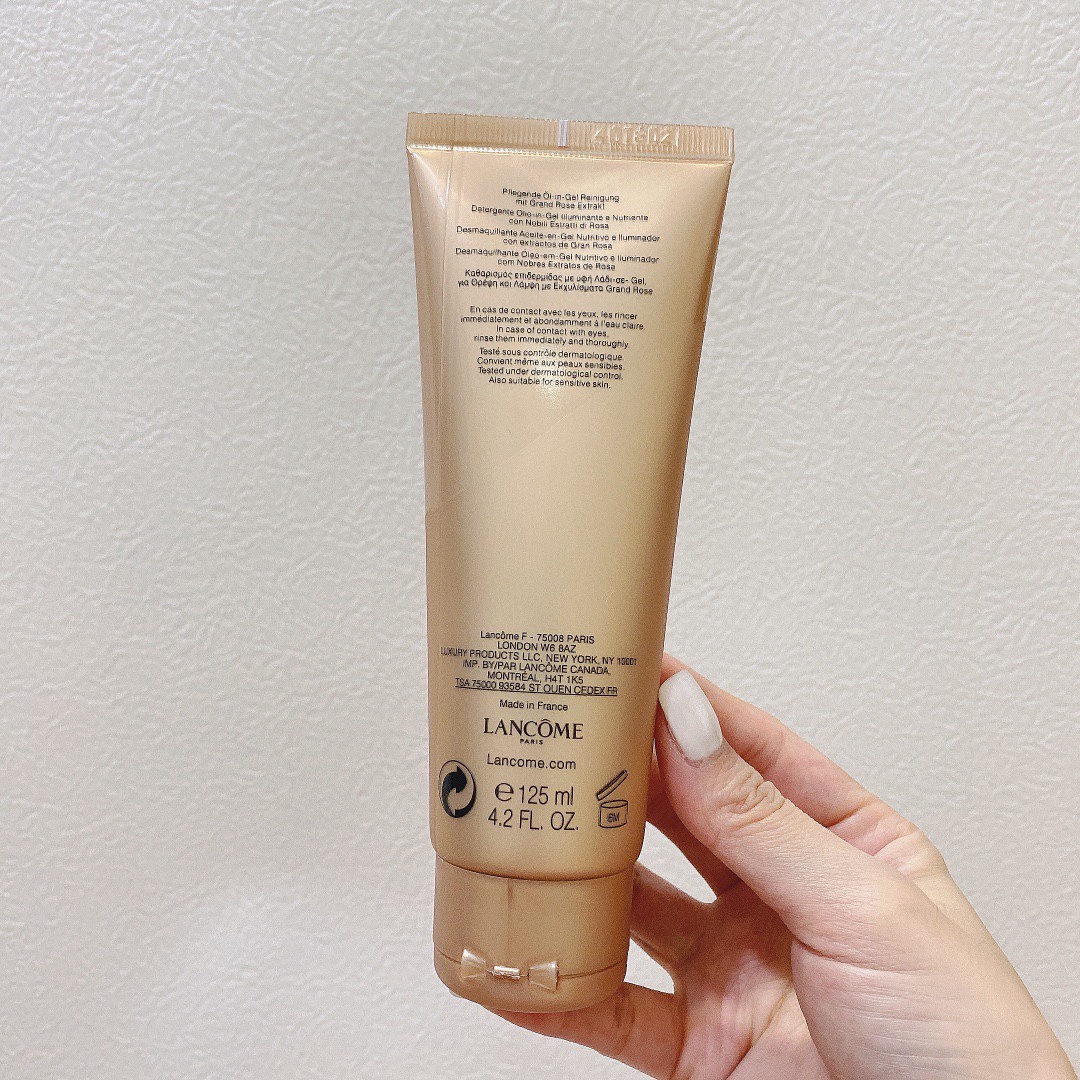 Pflegende Öl-in-Gel Reinigung
mit Grand Rose Extrakt
Detergente Olio-in-Gel Illuminante e Nutriente
con Nobili Estratti di Rosa
Desmaquillante Aceite-en-Gel Nutritivo e Iluminador
con extractos de Gran Rosa
Desmaquilhante Óleo-em-Gel Nutritivo e Iluminador
com Nobres Extratos de Rosa
Καθαρισμός επιδερμίδας με υφή Λάδι-σε- Gel,
για Θρέψη και Λάμψη με Εκχυλίσματα Grand Rose
En cas de contact avec les yeux, les rincer
immédiatement et abondamment à l'eau claire.
In case of contact with eyes,
rinse them immediately and thoroughly.
Testé sous contrôle dermatologique.
Convient même aux peaux sensibles.
Tested under dermatological control.
Also suitable for sensitive skin.
Lancôme F - 75008 PARIS
LONDON W6 8AZ
LUXURY PRODUCTS LLC, NEW YORK, NY 10001
IMP. BY/PAR LANCÔME CANADA,
MONTRÉAL, H4T 1K5
TSA 75000 93584 ST OUEN CEDEX FR
Made in France
LANCÔME
PARIS
Lancome.com
e 125 ml
4.2 FL. OZ.